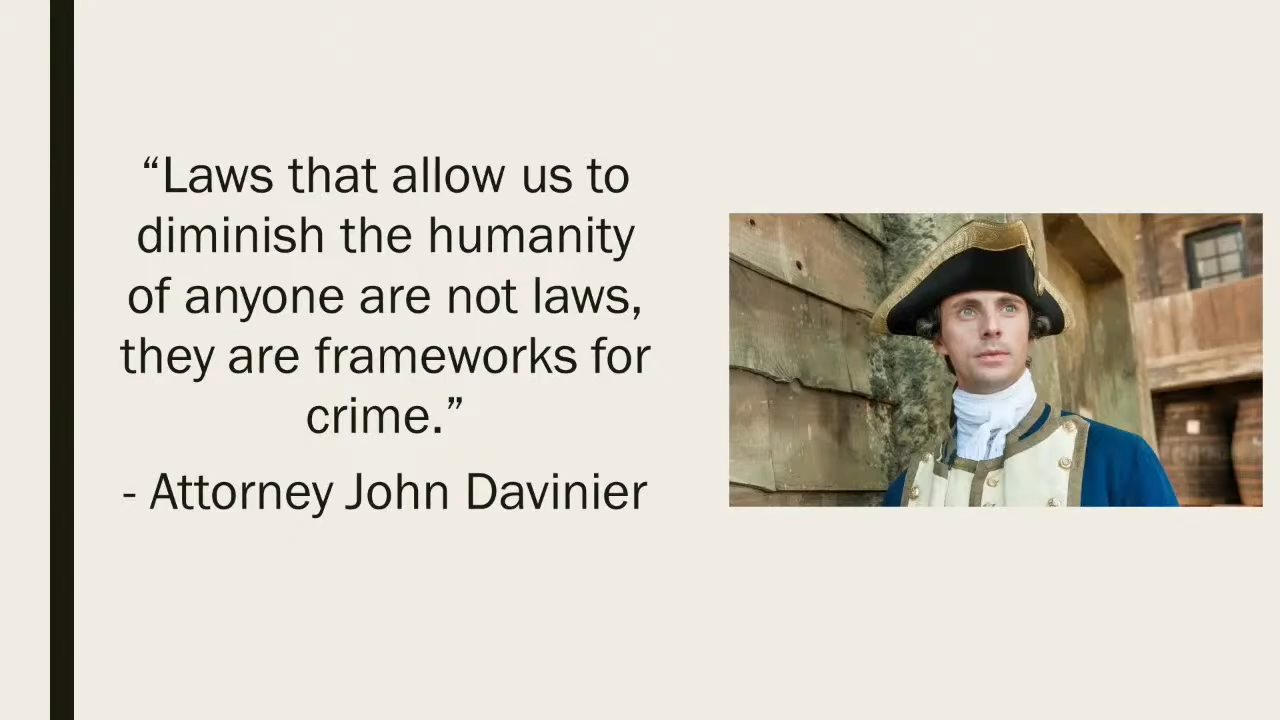 “Laws that allow us to
diminish the humanity
of anyone are not laws,
they are frameworks for
crime.”
- Attorney John Davinier